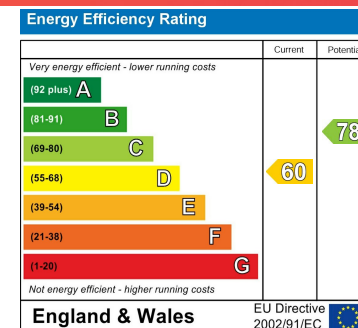 Energy Efficiency Rating
Current
Very energy efficient - lower running costs
(92 plus) A
(81-91) B
(69-80) C
78
(55-68) D
60
(39-54) E
(21-38) F
(1-20) G
Not energy efficient - higher running costs
England & Wales
EU Directive
2002/91/EC